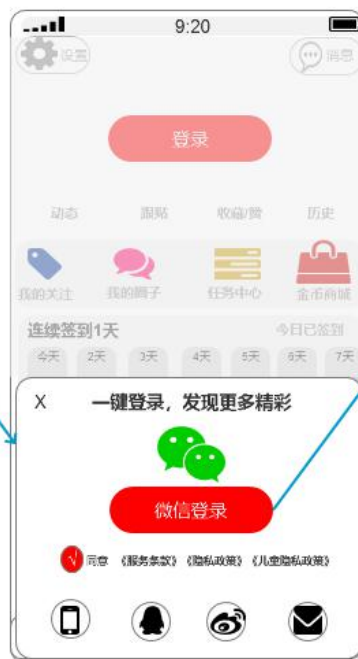 9:20
设置 消息
登录
动态 跟贴 收藏/赞 历史
我的关注 我的圈子 任务中心 金币商城
连续签到1天 今日已签到
今天 2天 3天 4天 5天 6天 7天
X 一键登录，发现更多精彩
微信登录
√ 同意 《服务条款》《隐私政策》《儿童隐私政策》